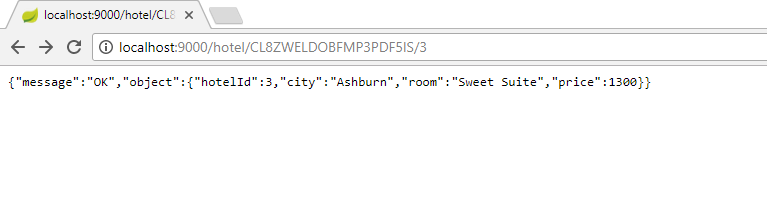 localhost:9000/hotel/CL8
localhost:9000/hotel/CL8ZWELDOBFMP3PDF5IS/3
{"message":"OK","object":{"hotelId":3,"city":"Ashburn","room":"Sweet Suite","price":1300}}